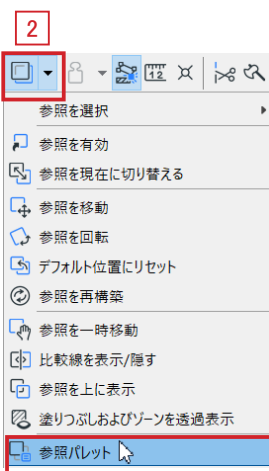 2
12
参照を選択
参照を有効
参照を現在に切り替える
参照を移動
参照を回転
デフォルト位置にリセット
参照を再構築
参照を一時移動
比較線を表示/隠す
参照を上に表示
塗りつぶしおよびゾーンを透過表示
参照パレット